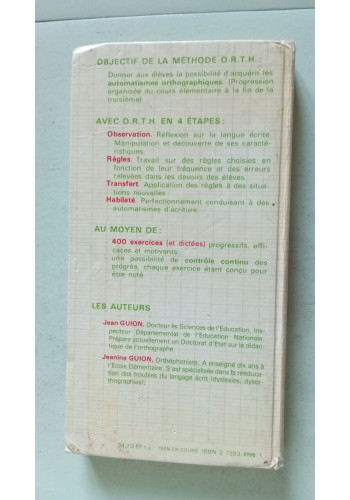 OBJECTIF DE LA MÉTHODE O.R.T.H. :
Donner aux élèves la possibilité d'acquérir les
automatismes orthographiques. (Progression
organisée du cours élémentaire à la fin de la
troisième)
AVEC O.R.T.H. EN 4 ÉTAPES :
Observation. Réflexion sur la langue écrite.
Manipulation et découverte de ses caracté-
ristiques.
Règles. Travail sur des règles choisies en
fonction de leur fréquence et des erreurs
relevées dans les devoirs des élèves.
Transfert. Application des règles à des situa-
tions nouvelles.
Habileté. Perfectionnement conduisant à des
automatismes d'écriture.
AU MOYEN DE :
400 exercices (et dictées) progressifs, effi-
caces et motivants :
une possibilité de contrôle continu des
progrès, chaque exercice étant conçu pour
être noté.
LES AUTEURS
Jean GUION, Docteur ès Sciences de l'Education, Ins-
pecteur Départemental de l'Education Nationale.
Prépare actuellement un Doctorat d'Etat sur la didac-
tique de l'orthographe.
Jeanine GUION, Orthophoniste, A enseigné dix ans à
l'Ecole Elémentaire. S'est spécialisée dans la rééduca-
tion des troubles du langage écrit (dyslexies, dysor-
thographies).
ISBN 2 7283